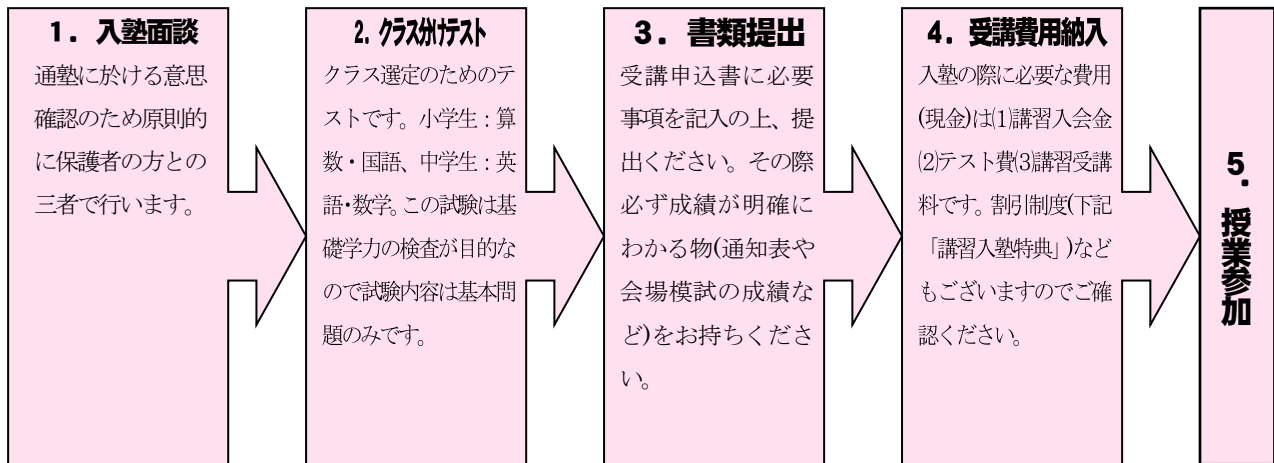 1. 入塾面談
通塾に於ける意思
確認のため原則的
に保護者の方との
三者で行います。
2. クラス分けテスト
クラス選定のためのテ
ストです。小学生：算
数・国語、中学生：英
語・数学。この試験は基
礎学力の検査が目的な
ので試験内容は基本問
題のみです。
3. 書類提出
受講申込書に必要
事項を記入の上、提
出ください。その際
必ず成績が明確に
わかる物(通知表や
会場模試の成績な
ど)をお持ちくださ
い。
4. 受講費用納入
入塾の際に必要な費用
(現金)は⑴講習入会金
⑵テスト費⑶講習受講
料です。割引制度(下記
「講習入塾特典」)など
もございますのでご確
認ください。
5. 授業参加